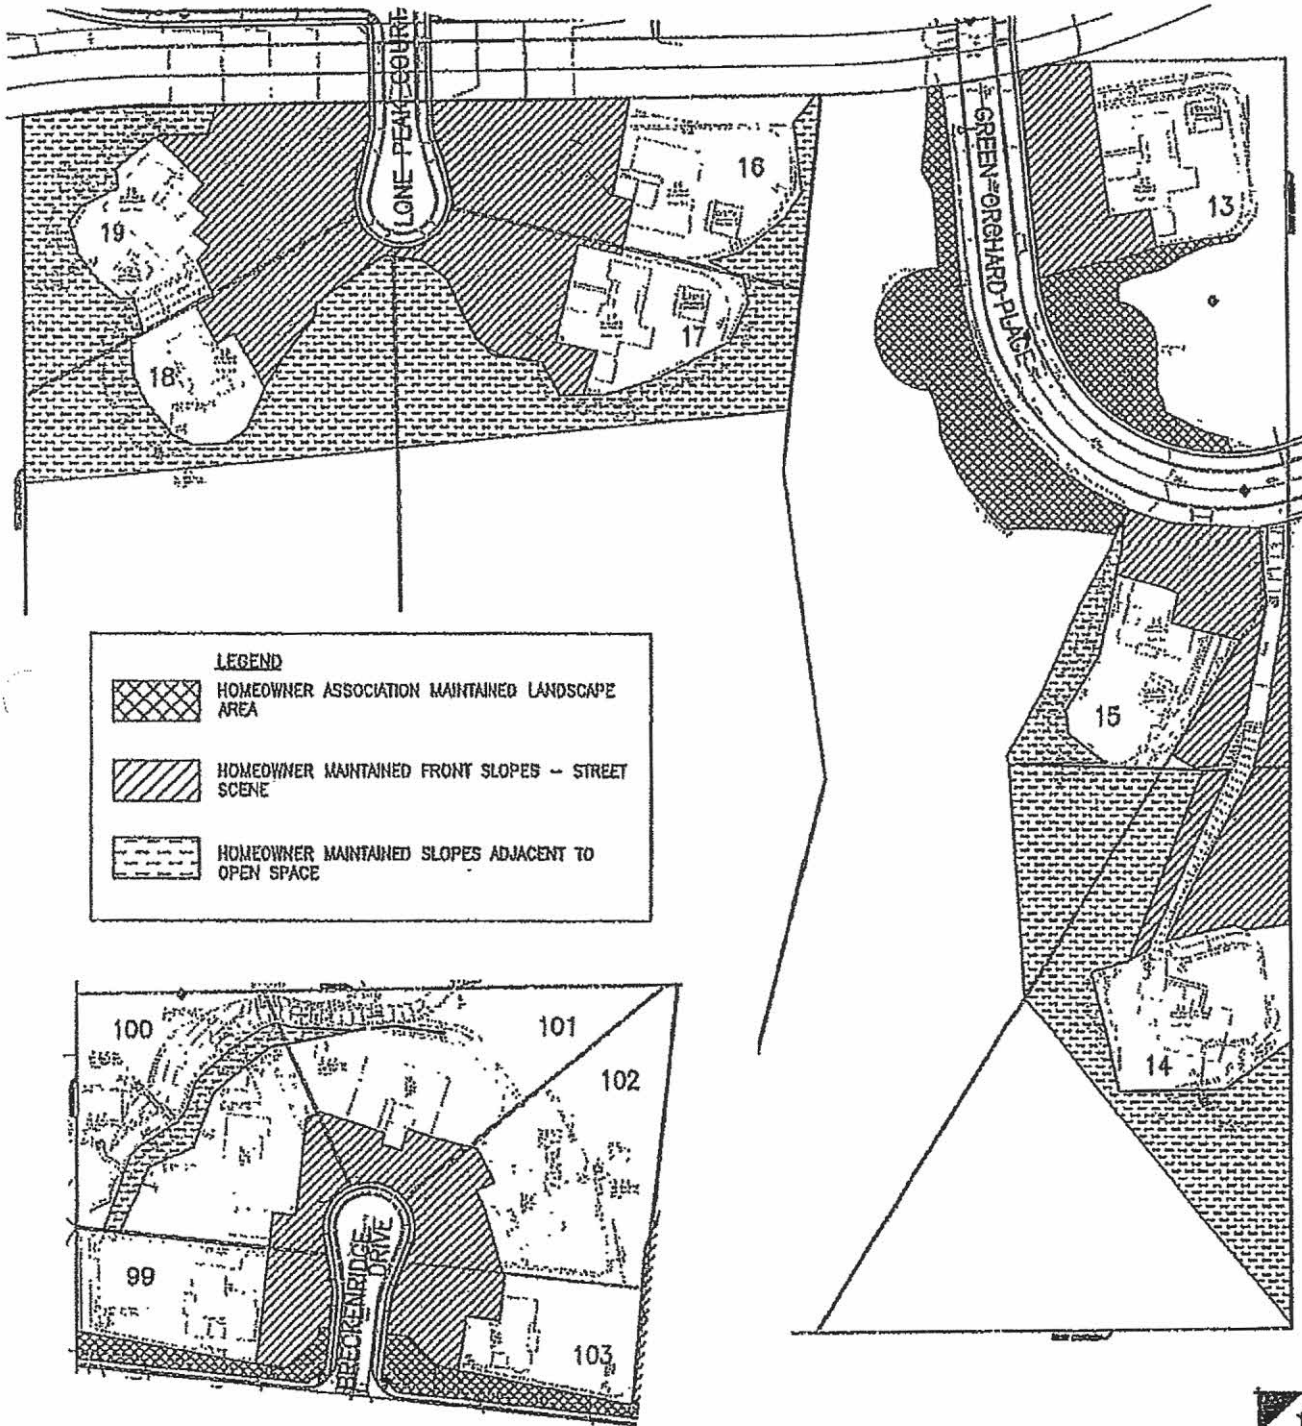 LONE PEAK COURT
GREEN ORCHARD PLACE
16
13
19
17
18
LEGEND
HOMEOWNER ASSOCIATION MAINTAINED LANDSCAPE
AREA
HOMEOWNER MAINTAINED FRONT SLOPES – STREET
SCENE
HOMEOWNER MAINTAINED SLOPES ADJACENT TO
OPEN SPACE
15
14
100
101
102
99
BRECKENRIDGE
DRIVE
103